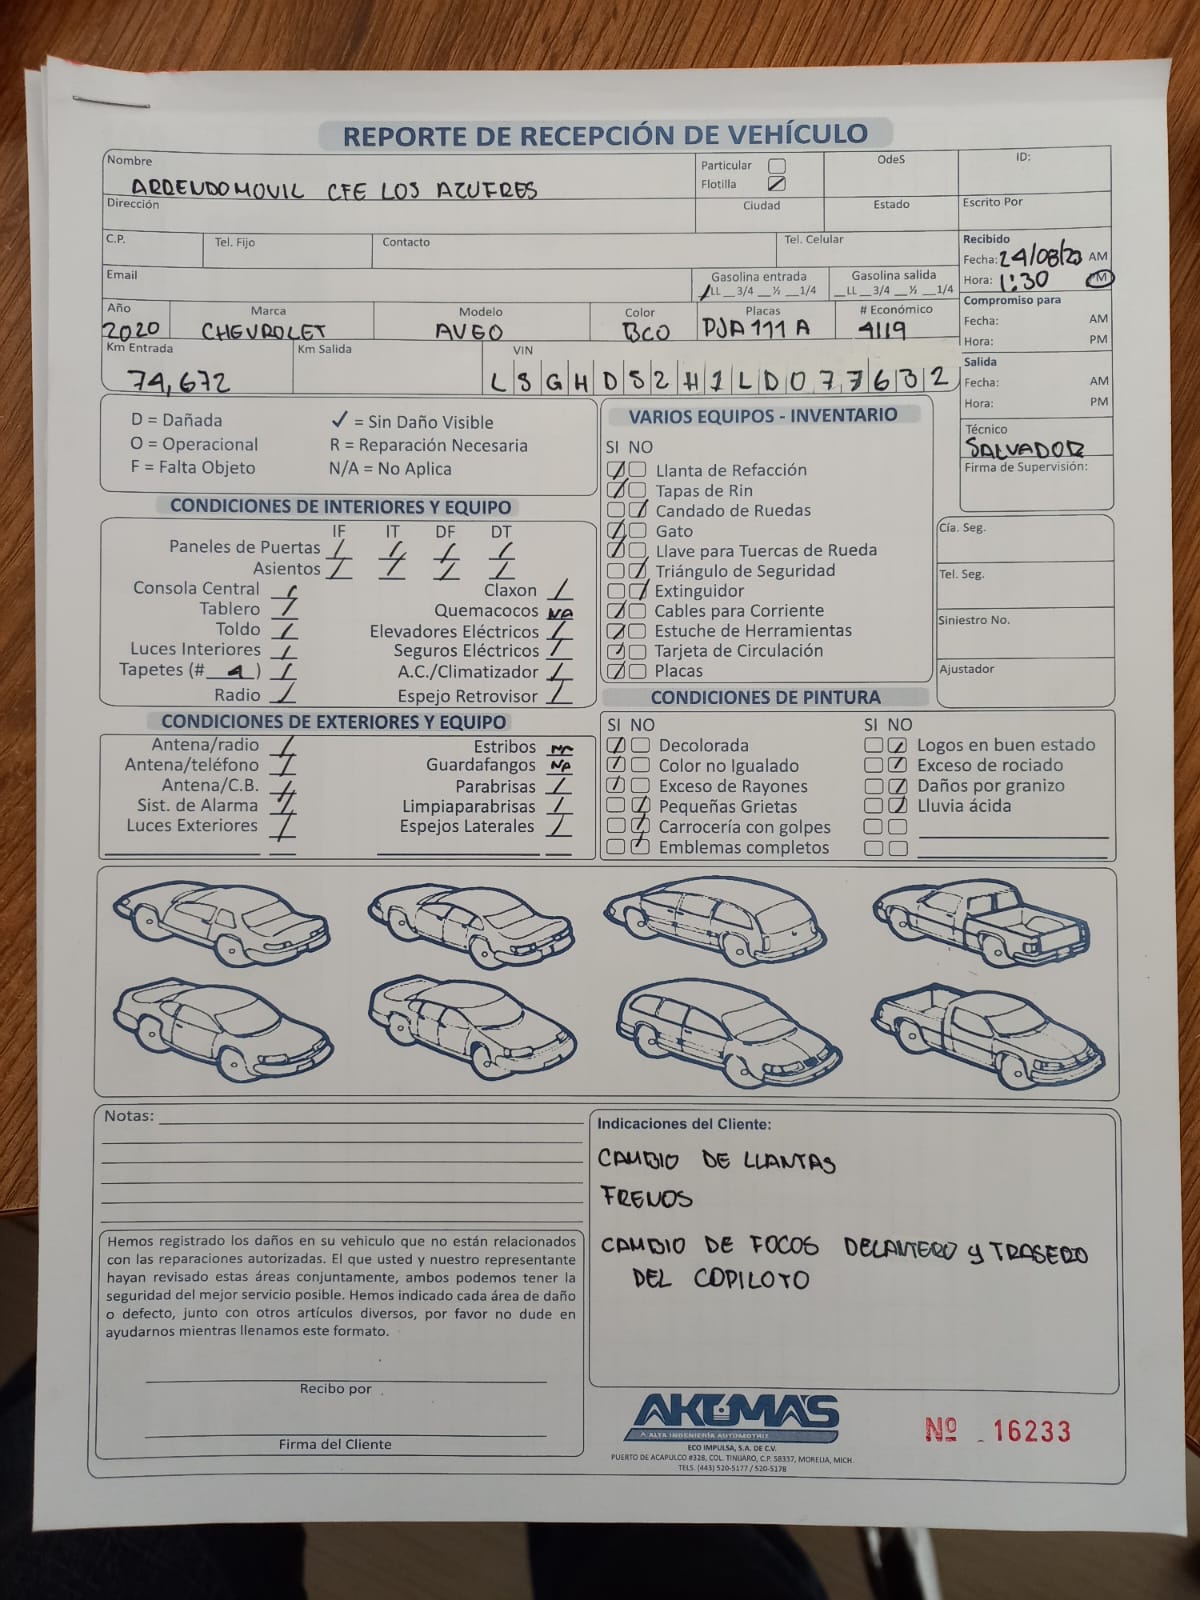 REPORTE DE RECEPCIÓN DE VEHÍCULO
Nombre
ARRENDOMOVIL CFE LOS AZUFRES
Particular
Flotilla
OdeS
ID:
Dirección
Ciudad
Estado
Escrito Por
C.P.
Tel. Fijo
Contacto
Tel. Celular
Recibido
Fecha: 24/08/23 AM
Hora: 1:30 PM
Email
Gasolina entrada
LL __3/4 __½ __1/4
Gasolina salida
_LL __3/4 __½ __1/4
Año
2020
Marca
CHEVROLET
Modelo
AVEO
Color
BCO
Placas
PJA 111 A
# Económico
4119
Compromiso para
Fecha: AM
Hora: PM
Km Entrada
74,672
Km Salida
VIN
LSGHD52H1LD077632
Salida
Fecha: AM
Hora: PM
Técnico
SALVADOR
Firma de Supervisión:
D = Dañada
✓ = Sin Daño Visible
O = Operacional
R = Reparación Necesaria
F = Falta Objeto
N/A = No Aplica
CONDICIONES DE INTERIORES Y EQUIPO
IF IT DF DT
Paneles de Puertas
Asientos
Consola Central
Claxon
Tablero
Quemacocos NA
Toldo
Elevadores Eléctricos
Luces Interiores
Seguros Eléctricos
Tapetes (# 4 )
A.C./Climatizador
Radio
Espejo Retrovisor
VARIOS EQUIPOS - INVENTARIO
SI NO
Llanta de Refacción
Tapas de Rin
Candado de Ruedas
Gato
Llave para Tuercas de Rueda
Triángulo de Seguridad
Extinguidor
Cables para Corriente
Estuche de Herramientas
Tarjeta de Circulación
Placas
Cía. Seg.
Tel. Seg.
Siniestro No.
Ajustador
CONDICIONES DE EXTERIORES Y EQUIPO
Antena/radio
Estribos NA
Antena/teléfono
Guardafangos NA
Antena/C.B.
Parabrisas
Sist. de Alarma
Limpiaparabrisas
Luces Exteriores
Espejos Laterales
CONDICIONES DE PINTURA
SI NO
SI NO
Decolorada
Logos en buen estado
Color no Igualado
Exceso de rociado
Exceso de Rayones
Daños por granizo
Pequeñas Grietas
Lluvia ácida
Carrocería con golpes
Emblemas completos
Notas:
Indicaciones del Cliente:
CAMBIO DE LLANTAS
FRENOS
CAMBIO DE FOCOS DELANTERO Y TRASERO
DEL COPILOTO
Hemos registrado los daños en su vehiculo que no están relacionados
con las reparaciones autorizadas. El que usted y nuestro representante
hayan revisado estas áreas conjuntamente, ambos podemos tener la
seguridad del mejor servicio posible. Hemos indicado cada área de daño
o defecto, junto con otros artículos diversos, por favor no dude en
ayudarnos mientras llenamos este formato.
Recibo por
Firma del Cliente
AKUMA'S
A ALTA INGENIERÍA AUTOMOTRIZ
ECO IMPULSA, S.A. DE C.V.
PUERTO DE ACAPULCO #328, COL. TINIJARO, C.P. 58337, MORELIA, MICH.
TELS. (443) 520-5177 / 520-5178
Nº 16233